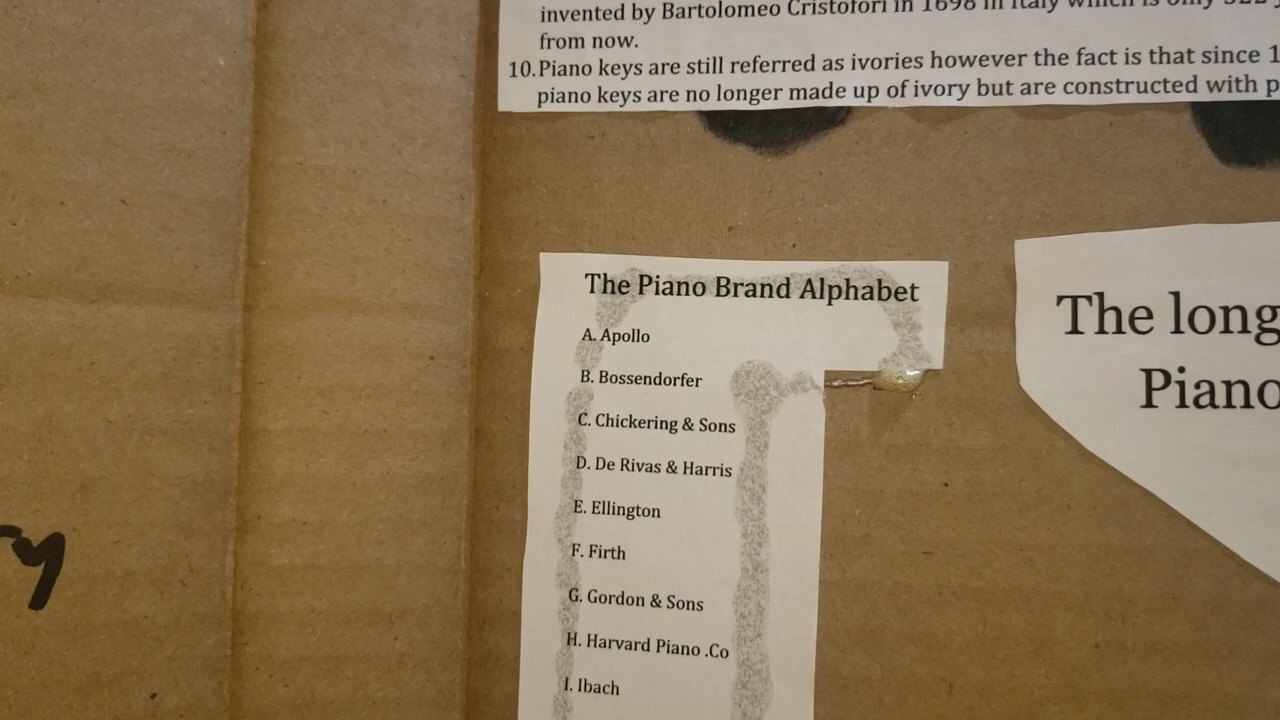 invented by Bartolomeo Cristofori in 1698 in Italy which is only 322
from now.
10.Piano keys are still referred as ivories however the fact is that since 1
piano keys are no longer made up of ivory but are constructed with p
The Piano Brand Alphabet
A. Apollo
B. Bossendorfer
C. Chickering & Sons
D. De Rivas & Harris
E. Ellington
F. Firth
G. Gordon & Sons
H. Harvard Piano .Co
I. Ibach
The long
Piano
y